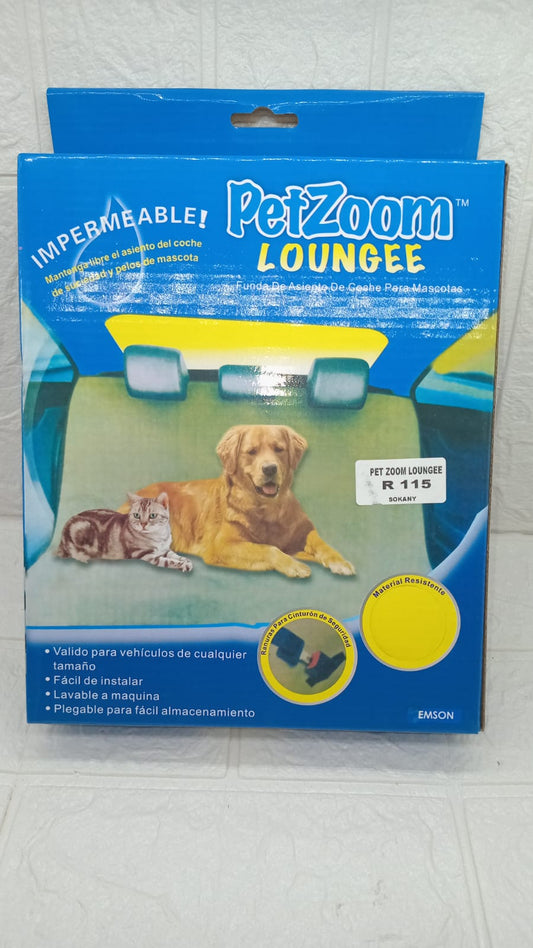 IMPERMEABLE!
Mantenga libre el asiento del coche
de suciedad y pelos de mascota
PetZoom™
LOUNGEE
Funda De Asiento De Coche Para Mascotas
PET ZOOM LOUNGEE
R 115
SOKANY
Material Resistente
Ranuras Para Cinturón de Seguridad
• Valido para vehículos de cualquier
tamaño
• Fácil de instalar
• Lavable a maquina
• Plegable para fácil almacenamiento
EMSON